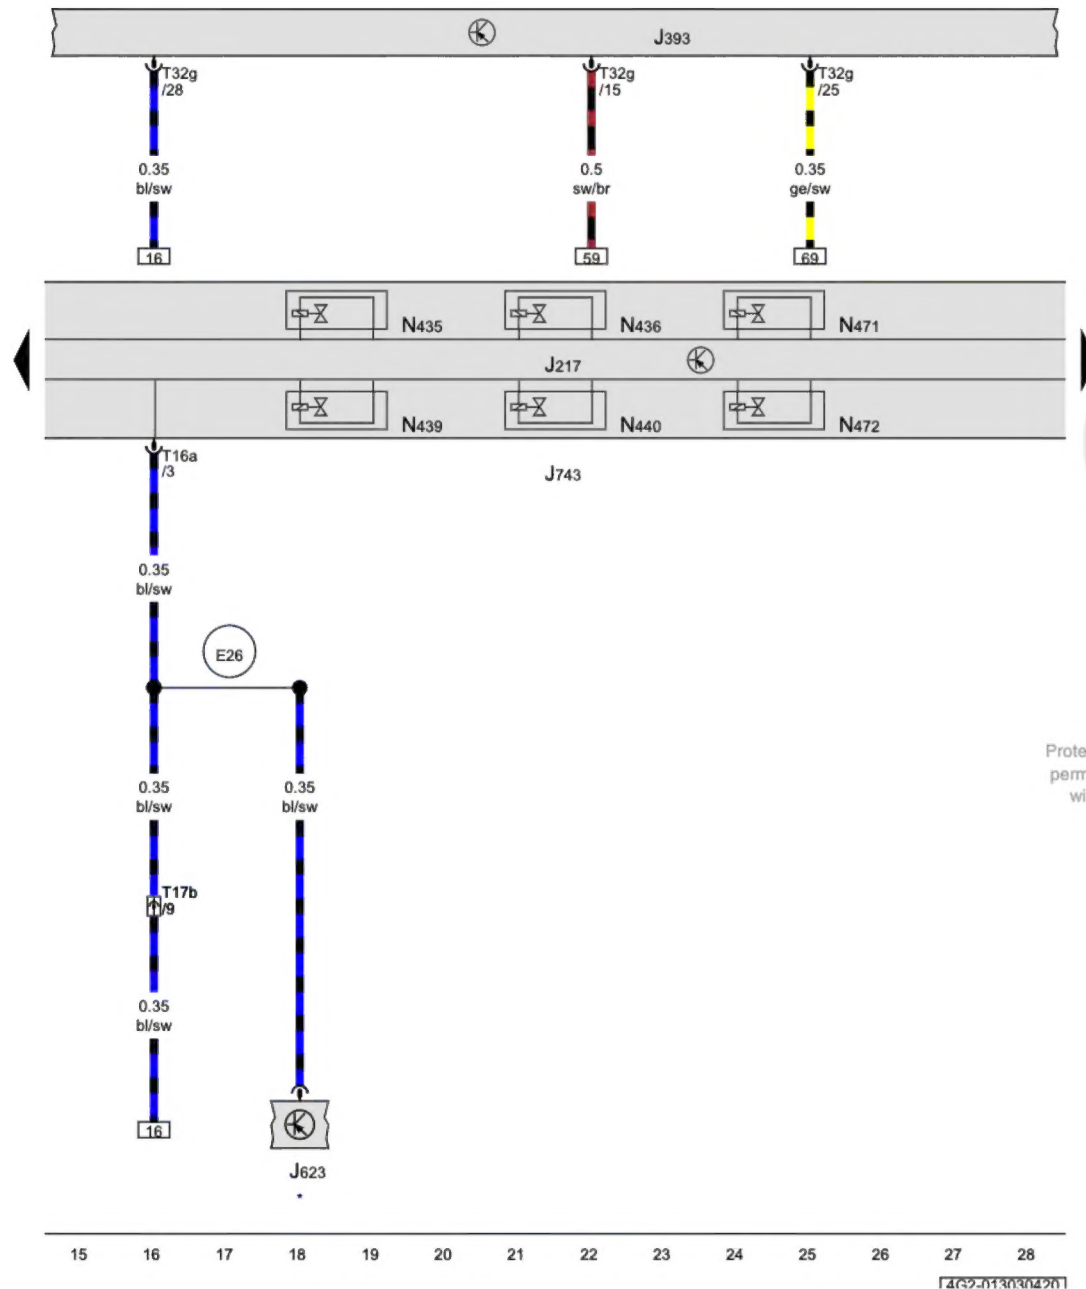 J393
T32g
/28
T32g
/15
T32g
/25
0.35
bl/sw
0.5
sw/br
0.35
ge/sw
16
59
69
N435
N436
N471
J217
N439
N440
N472
T16a
/3
J743
0.35
bl/sw
E26
0.35
bl/sw
0.35
bl/sw
Prote
perm
wi
T17b
/9
0.35
bl/sw
16
J623
*
15 16 17 18 19 20 21 22 23 24 25 26 27 28
4G2-013030420